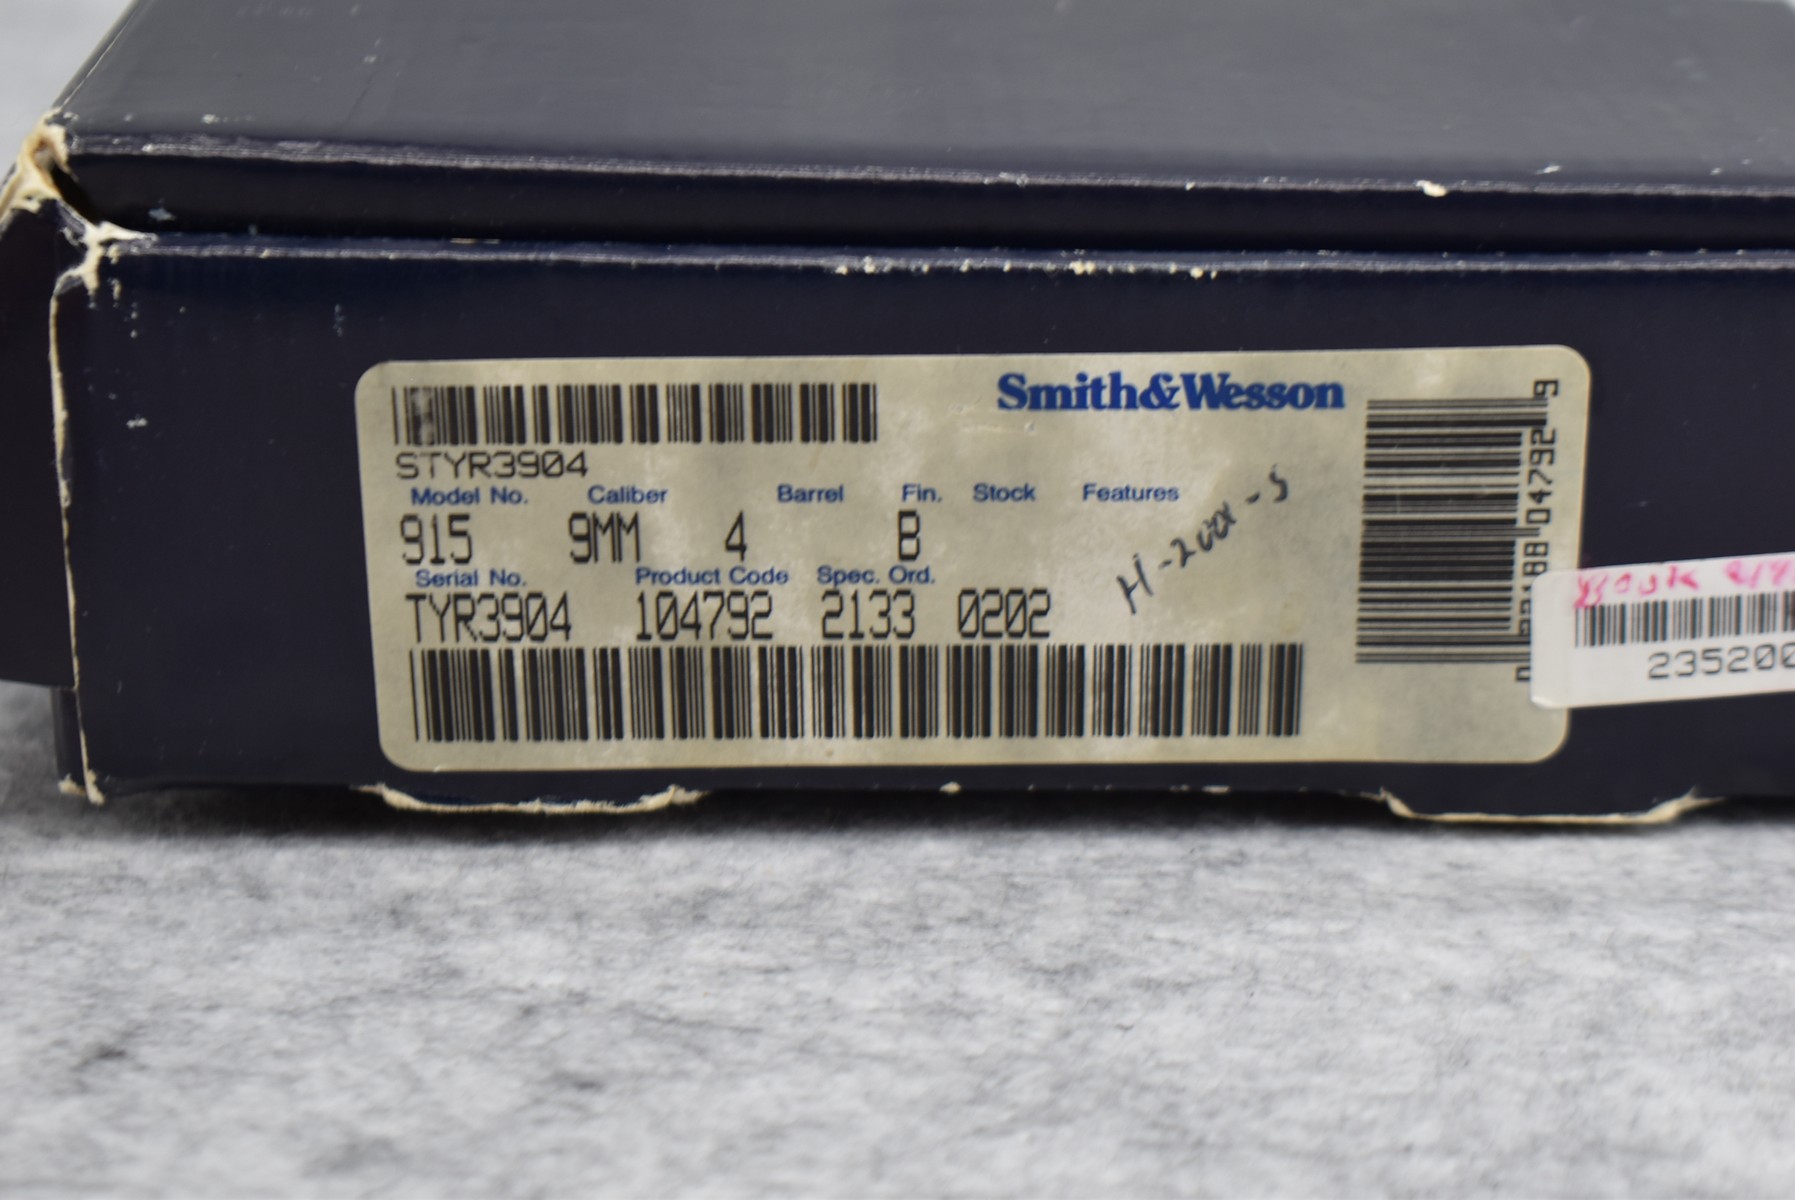 Smith&Wesson
STYR3904
Model No. Caliber Barrel Fin. Stock Features
915 9MM 4 B
Serial No. Product Code Spec. Ord.
TYR3904 104792 2133 0202
04792 9
235200